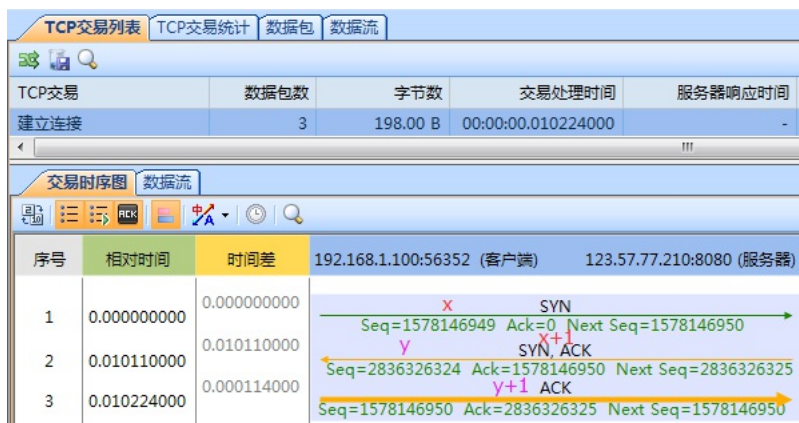 TCP交易列表 TCP交易统计 数据包 数据流
TCP交易 数据包数 字节数 交易处理时间 服务器响应时间
建立连接 3 198.00 B 00:00:00.010224000 -
交易时序图 数据流
序号 相对时间 时间差 192.168.1.100:56352 (客户端) 123.57.77.210:8080 (服务器)
1 0.000000000 0.000000000 x SYN
Seq=1578146949 Ack=0 Next Seq=1578146950
2 0.010110000 0.010110000 y x+1 SYN, ACK
Seq=2836326324 Ack=1578146950 Next Seq=2836326325
3 0.010224000 0.000114000 y+1 ACK
Seq=1578146950 Ack=2836326325 Next Seq=1578146950